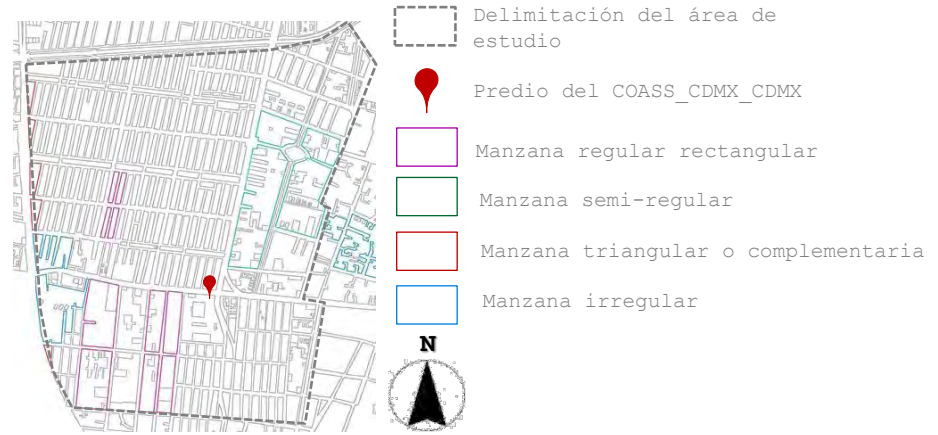 Delimitación del área de
estudio
Predio del COASS_CDMX_CDMX
Manzana regular rectangular
Manzana semi-regular
Manzana triangular o complementaria
Manzana irregular
N